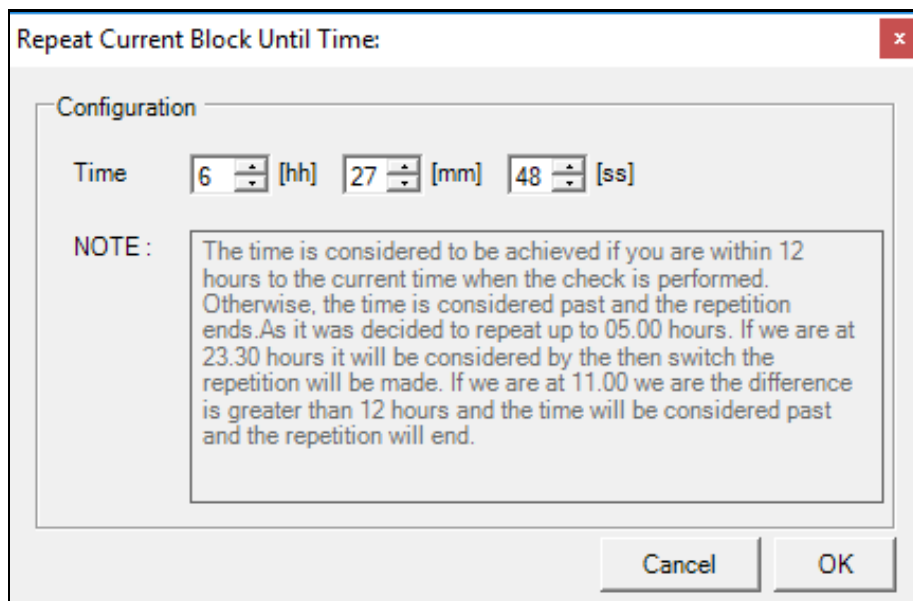 Repeat Current Block Until Time:
x
Configuration
Time 6 [hh] 27 [mm] 48 [ss]
NOTE :
The time is considered to be achieved if you are within 12
hours to the current time when the check is performed.
Otherwise, the time is considered past and the repetition
ends.As it was decided to repeat up to 05.00 hours. If we are at
23.30 hours it will be considered by the then switch the
repetition will be made. If we are at 11.00 we are the difference
is greater than 12 hours and the time will be considered past
and the repetition will end.
Cancel OK